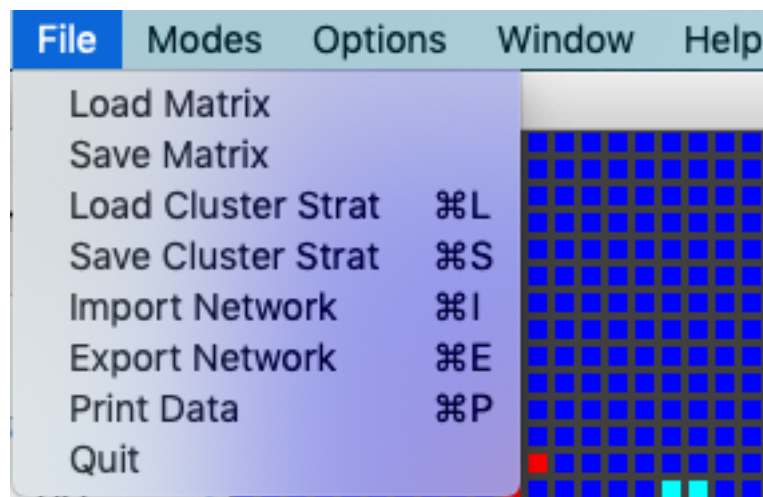 File Modes Options Window Help
Load Matrix
Save Matrix
Load Cluster Strat ⌘L
Save Cluster Strat ⌘S
Import Network ⌘I
Export Network ⌘E
Print Data ⌘P
Quit